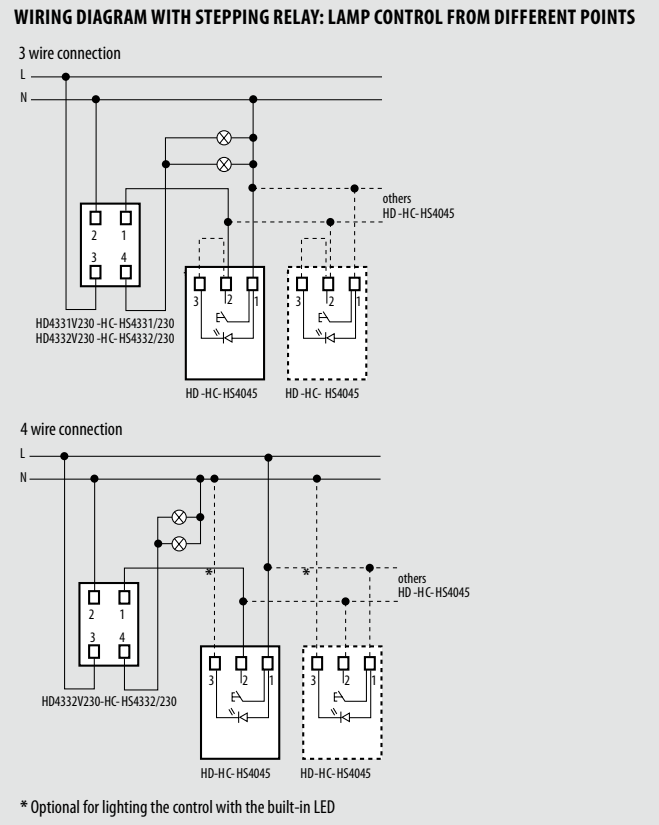 WIRING DIAGRAM WITH STEPPING RELAY: LAMP CONTROL FROM DIFFERENT POINTS
3 wire connection
L
N
others
HD -HC- HS4045
2 1
3 4
3 2 1
3 2 1
HD4331V230 -HC- HS4331/230
HD4332V230 -HC- HS4332/230
HD -HC- HS4045
HD -HC- HS4045
4 wire connection
L
N
* *
others
HD -HC- HS4045
2 1
3 4
3 2 1
3 2 1
HD4332V230-HC- HS4332/230
HD-HC- HS4045
HD-HC- HS4045
* Optional for lighting the control with the built-in LED